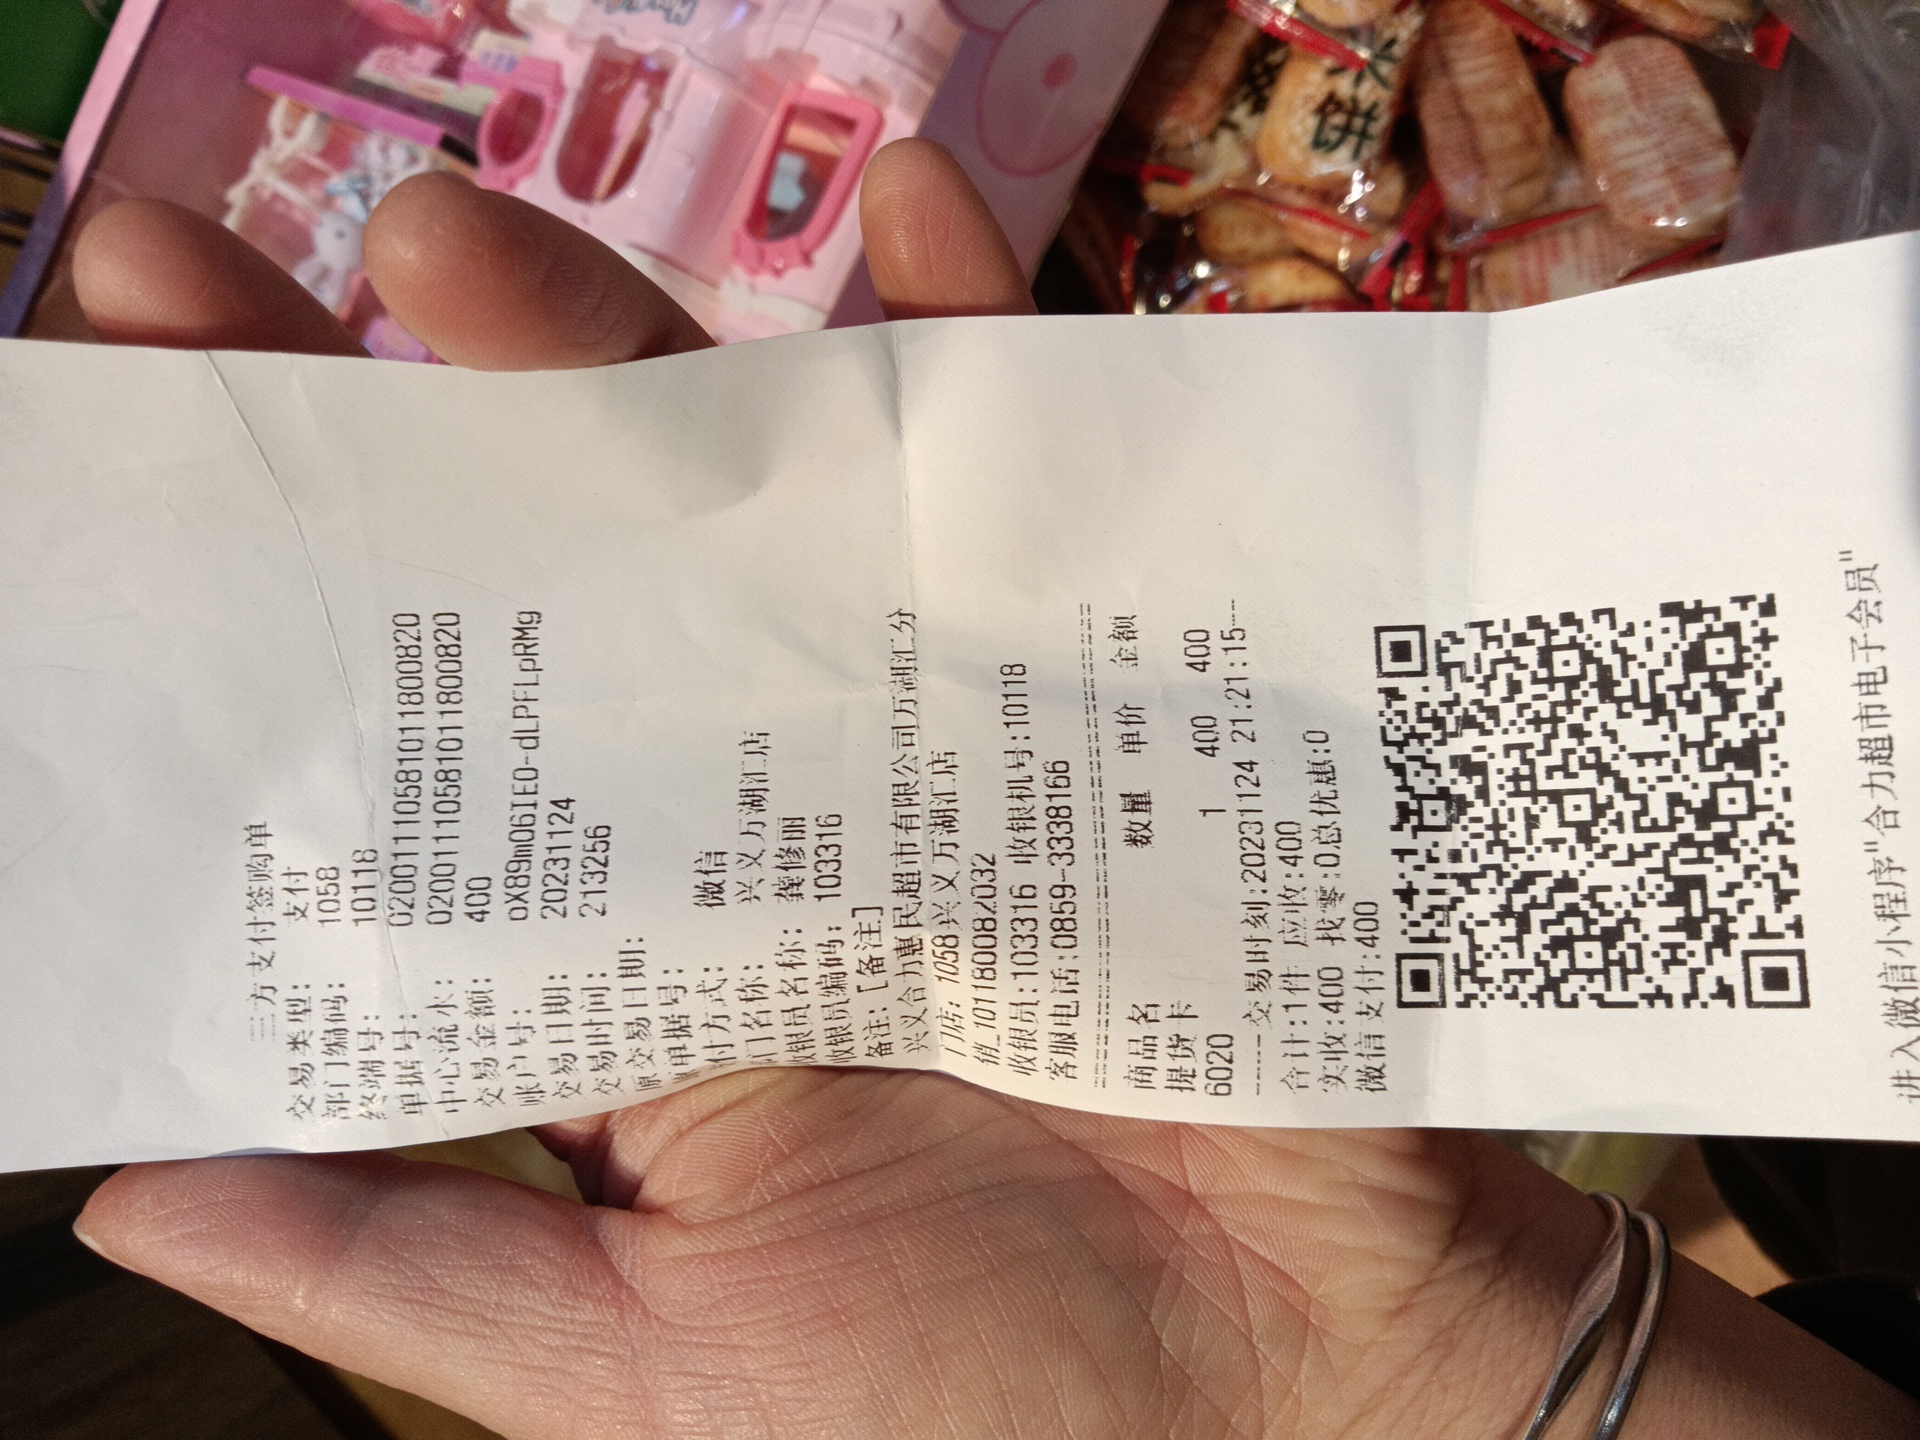 三方支付签购单
交易类型： 支付
部门编码： 1058
终端号： 10118
单据号： 0200111058101181800820
中心流水： 0200111058101181800820
交易金额： 400
账户号： oX89m06IEO-dLPFLpRMg
交易日期： 20231124
交易时间： 213256
原交易日期：
原单据号：
付方式： 微信
门名称： 兴义万湖汇店
收银员名称： 龚修丽
收银员编码： 103316
备注：[备注]
兴义合力惠民超市有限公司万湖汇分
门店：1058兴义万湖汇店
销_101180082032
收银员:103316 收银机号:10118
客服电话:0859-3338166
商品名 数量 单价 金额
提货卡
6020 1 400 400
-----交易时刻:20231124 21:21:15---
合计:1件 应收:400
实收:400 找零:0总优惠:0
微信支付:400
进入微信小程序"合力超市电子会员"
米饼